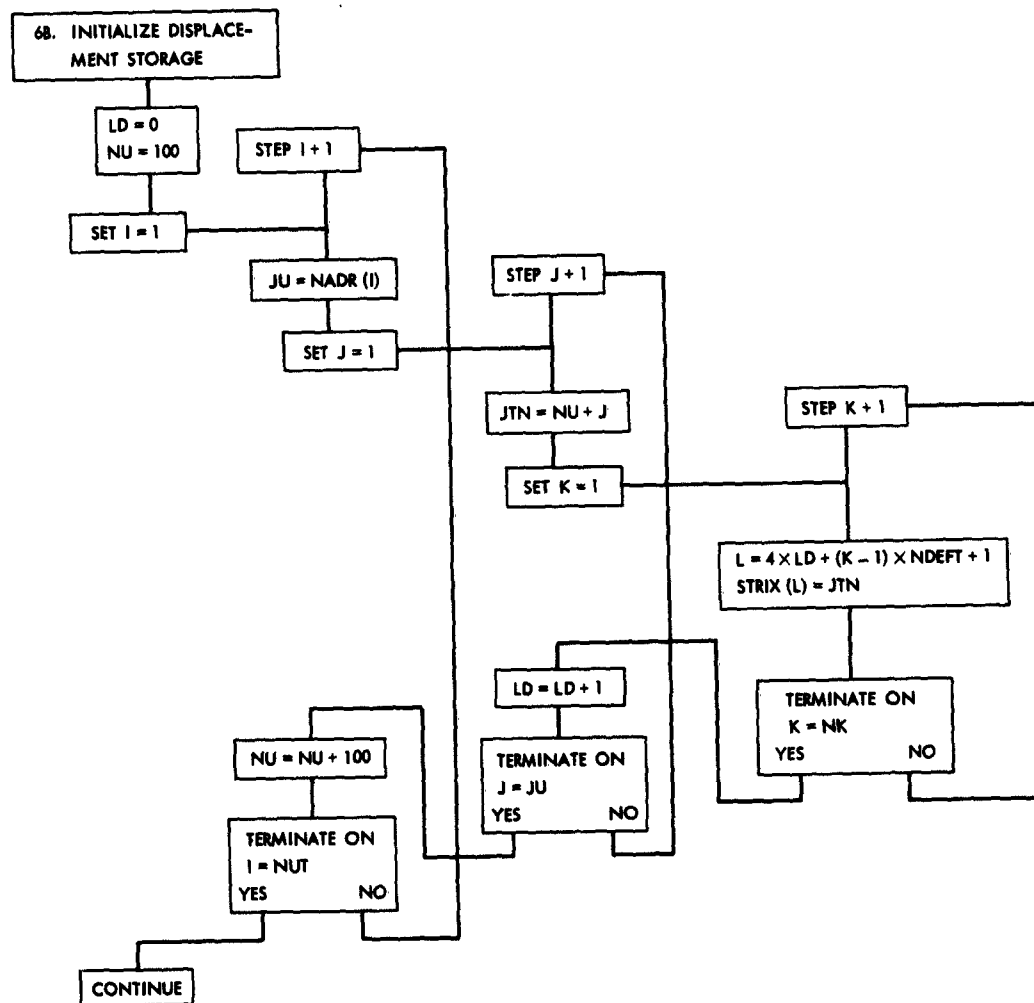 6B. INITIALIZE DISPLACE-
MENT STORAGE
LD = 0
NU = 100
STEP I + 1
SET I = 1
JU = NADR (I)
STEP J + 1
SET J = 1
JTN = NU + J
STEP K + 1
SET K = 1
L = 4 × LD + (K – 1) × NDEFT + 1
STRIX (L) = JTN
LD = LD + 1
TERMINATE ON
K = NK
YES NO
NU = NU + 100
TERMINATE ON
J = JU
YES NO
TERMINATE ON
I = NUT
YES NO
CONTINUE